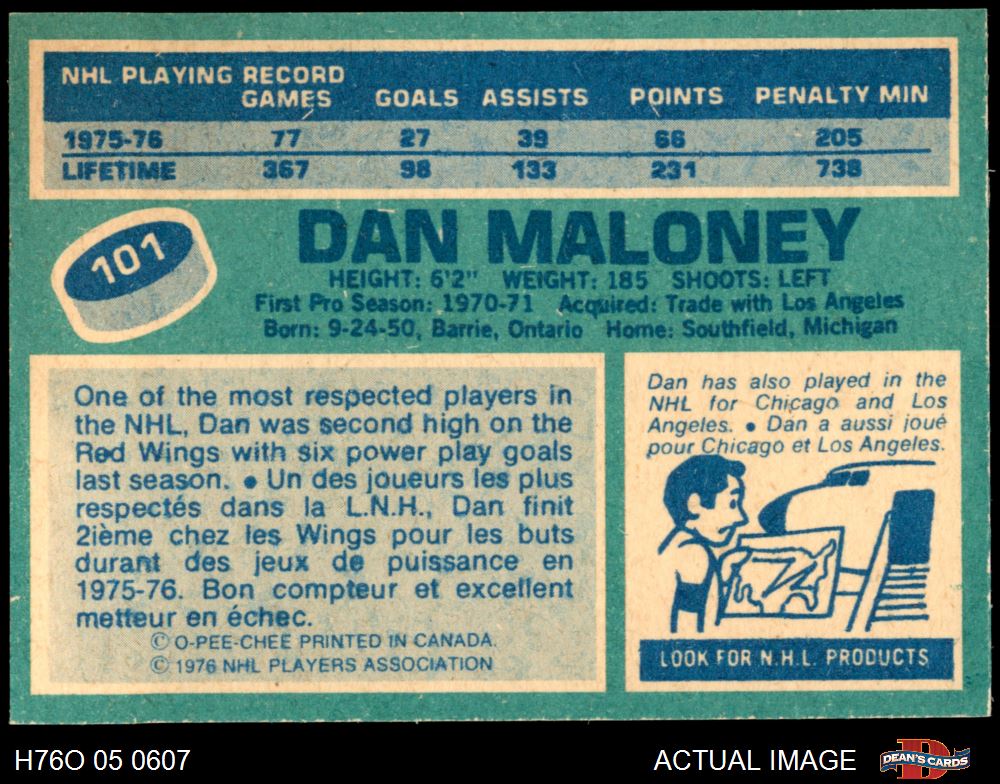 NHL PLAYING RECORD
GAMES GOALS ASSISTS POINTS PENALTY MIN
1975-76 77 27 39 66 205
LIFETIME 367 98 133 231 738
101
DAN MALONEY
HEIGHT: 6'2" WEIGHT: 185 SHOOTS: LEFT
First Pro Season: 1970-71 Acquired: Trade with Los Angeles
Born: 9-24-50, Barrie, Ontario Home: Southfield, Michigan
One of the most respected players in
the NHL, Dan was second high on the
Red Wings with six power play goals
last season. • Un des joueurs les plus
respectés dans la L.N.H., Dan finit
2ième chez les Wings pour les buts
durant des jeux de puissance en
1975-76. Bon compteur et excellent
metteur en échec.
© O-PEE-CHEE PRINTED IN CANADA.
© 1976 NHL PLAYERS ASSOCIATION
Dan has also played in the
NHL for Chicago and Los
Angeles. • Dan a aussi joué
pour Chicago et Los Angeles.
LOOK FOR N.H.L. PRODUCTS
H76O 05 0607
ACTUAL IMAGE
DEAN'S CARDS